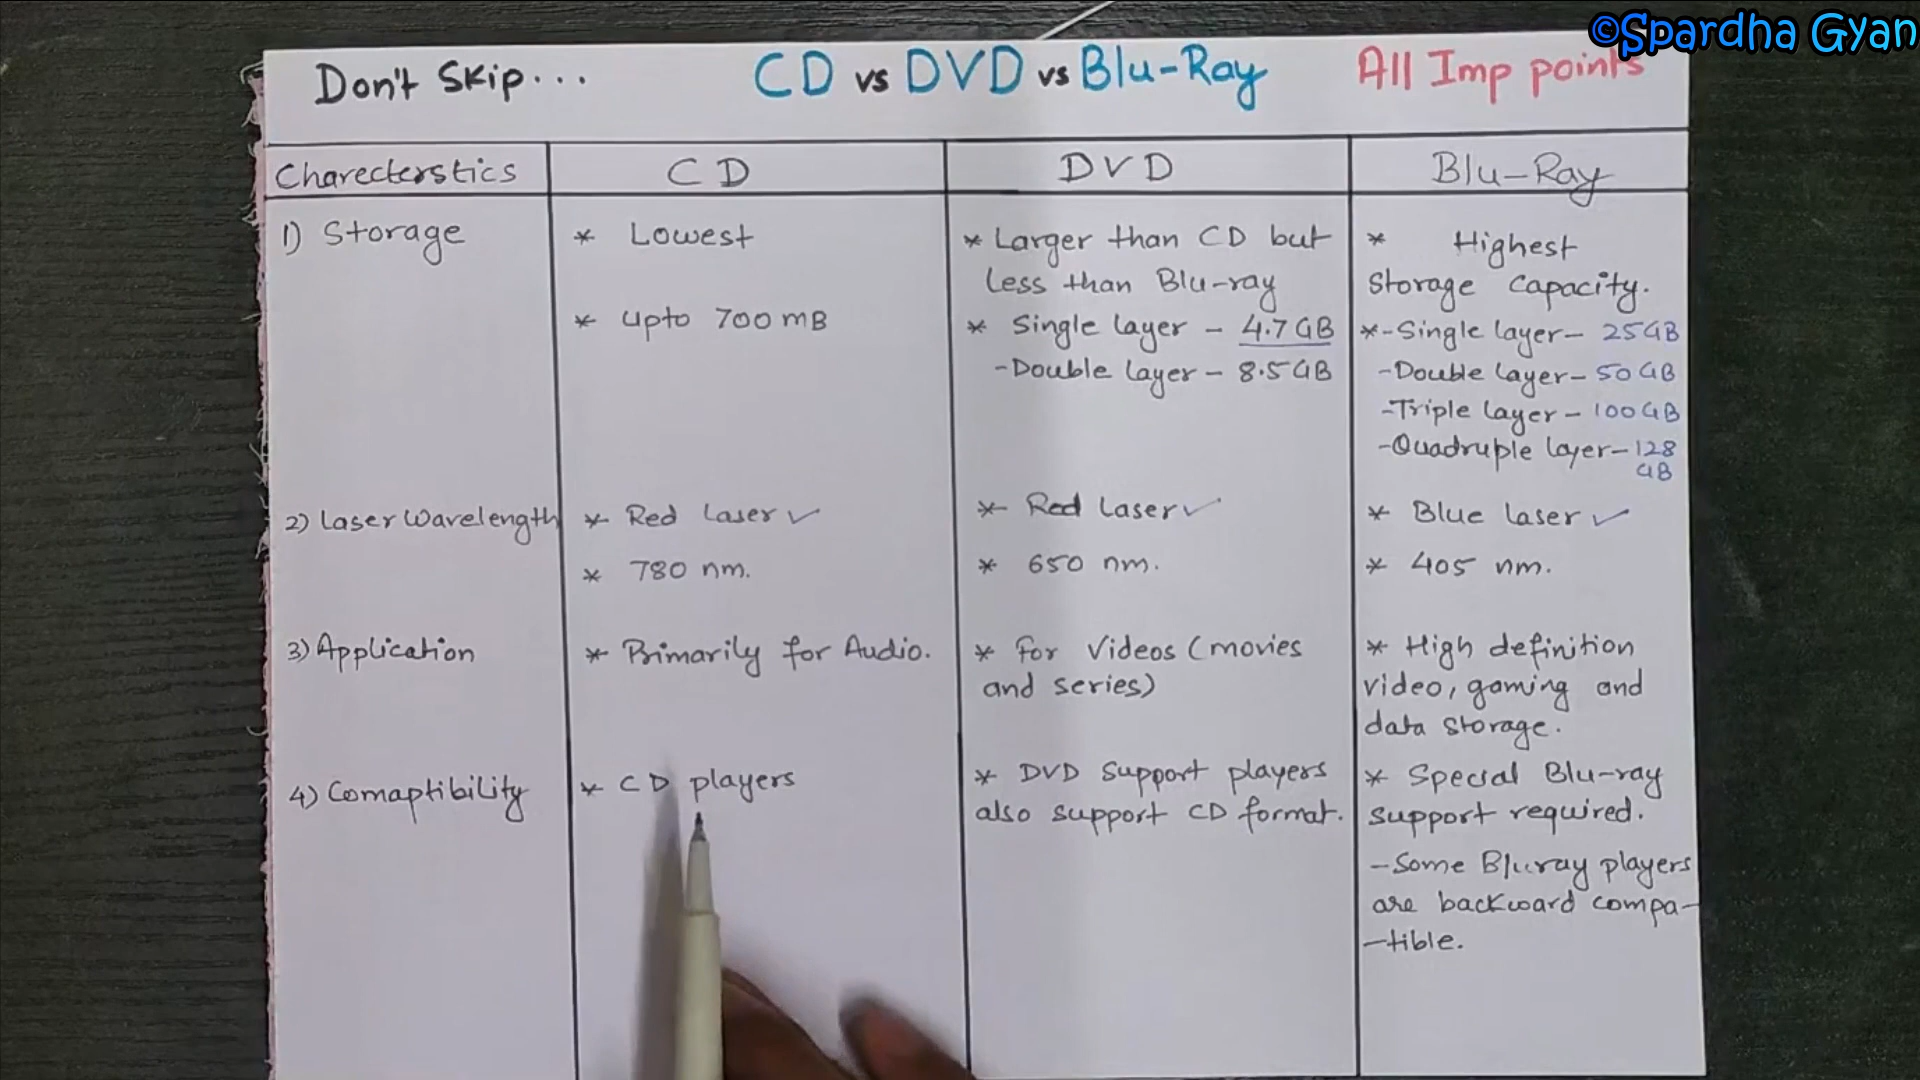 ©Spardha Gyan
Don't Skip... CD vs DVD vs Blu-Ray All Imp points
Charecterstics CD DVD Blu-Ray
1) Storage
* Lowest
* upto 700 MB
* Larger than CD but
less than Blu-ray
* Single layer - 4.7 GB
- Double layer - 8.5 GB
* Highest
Storage capacity.
* - Single layer - 25 GB
- Double layer - 50 GB
- Triple layer - 100 GB
- Quadruple layer - 128
GB
2) Laser Wavelength
* Red Laser ✓
* 780 nm.
* Red laser ✓
* 650 nm.
* Blue laser ✓
* 405 nm.
3) Application
* Primarily for Audio.
* For Videos (movies
and series)
* High definition
video, gaming and
data storage.
4) Comaptibility
* CD players
* DVD support players
also support CD format.
* Special Blu-ray
support required.
- Some Bluray players
are backward compa-
-tible.